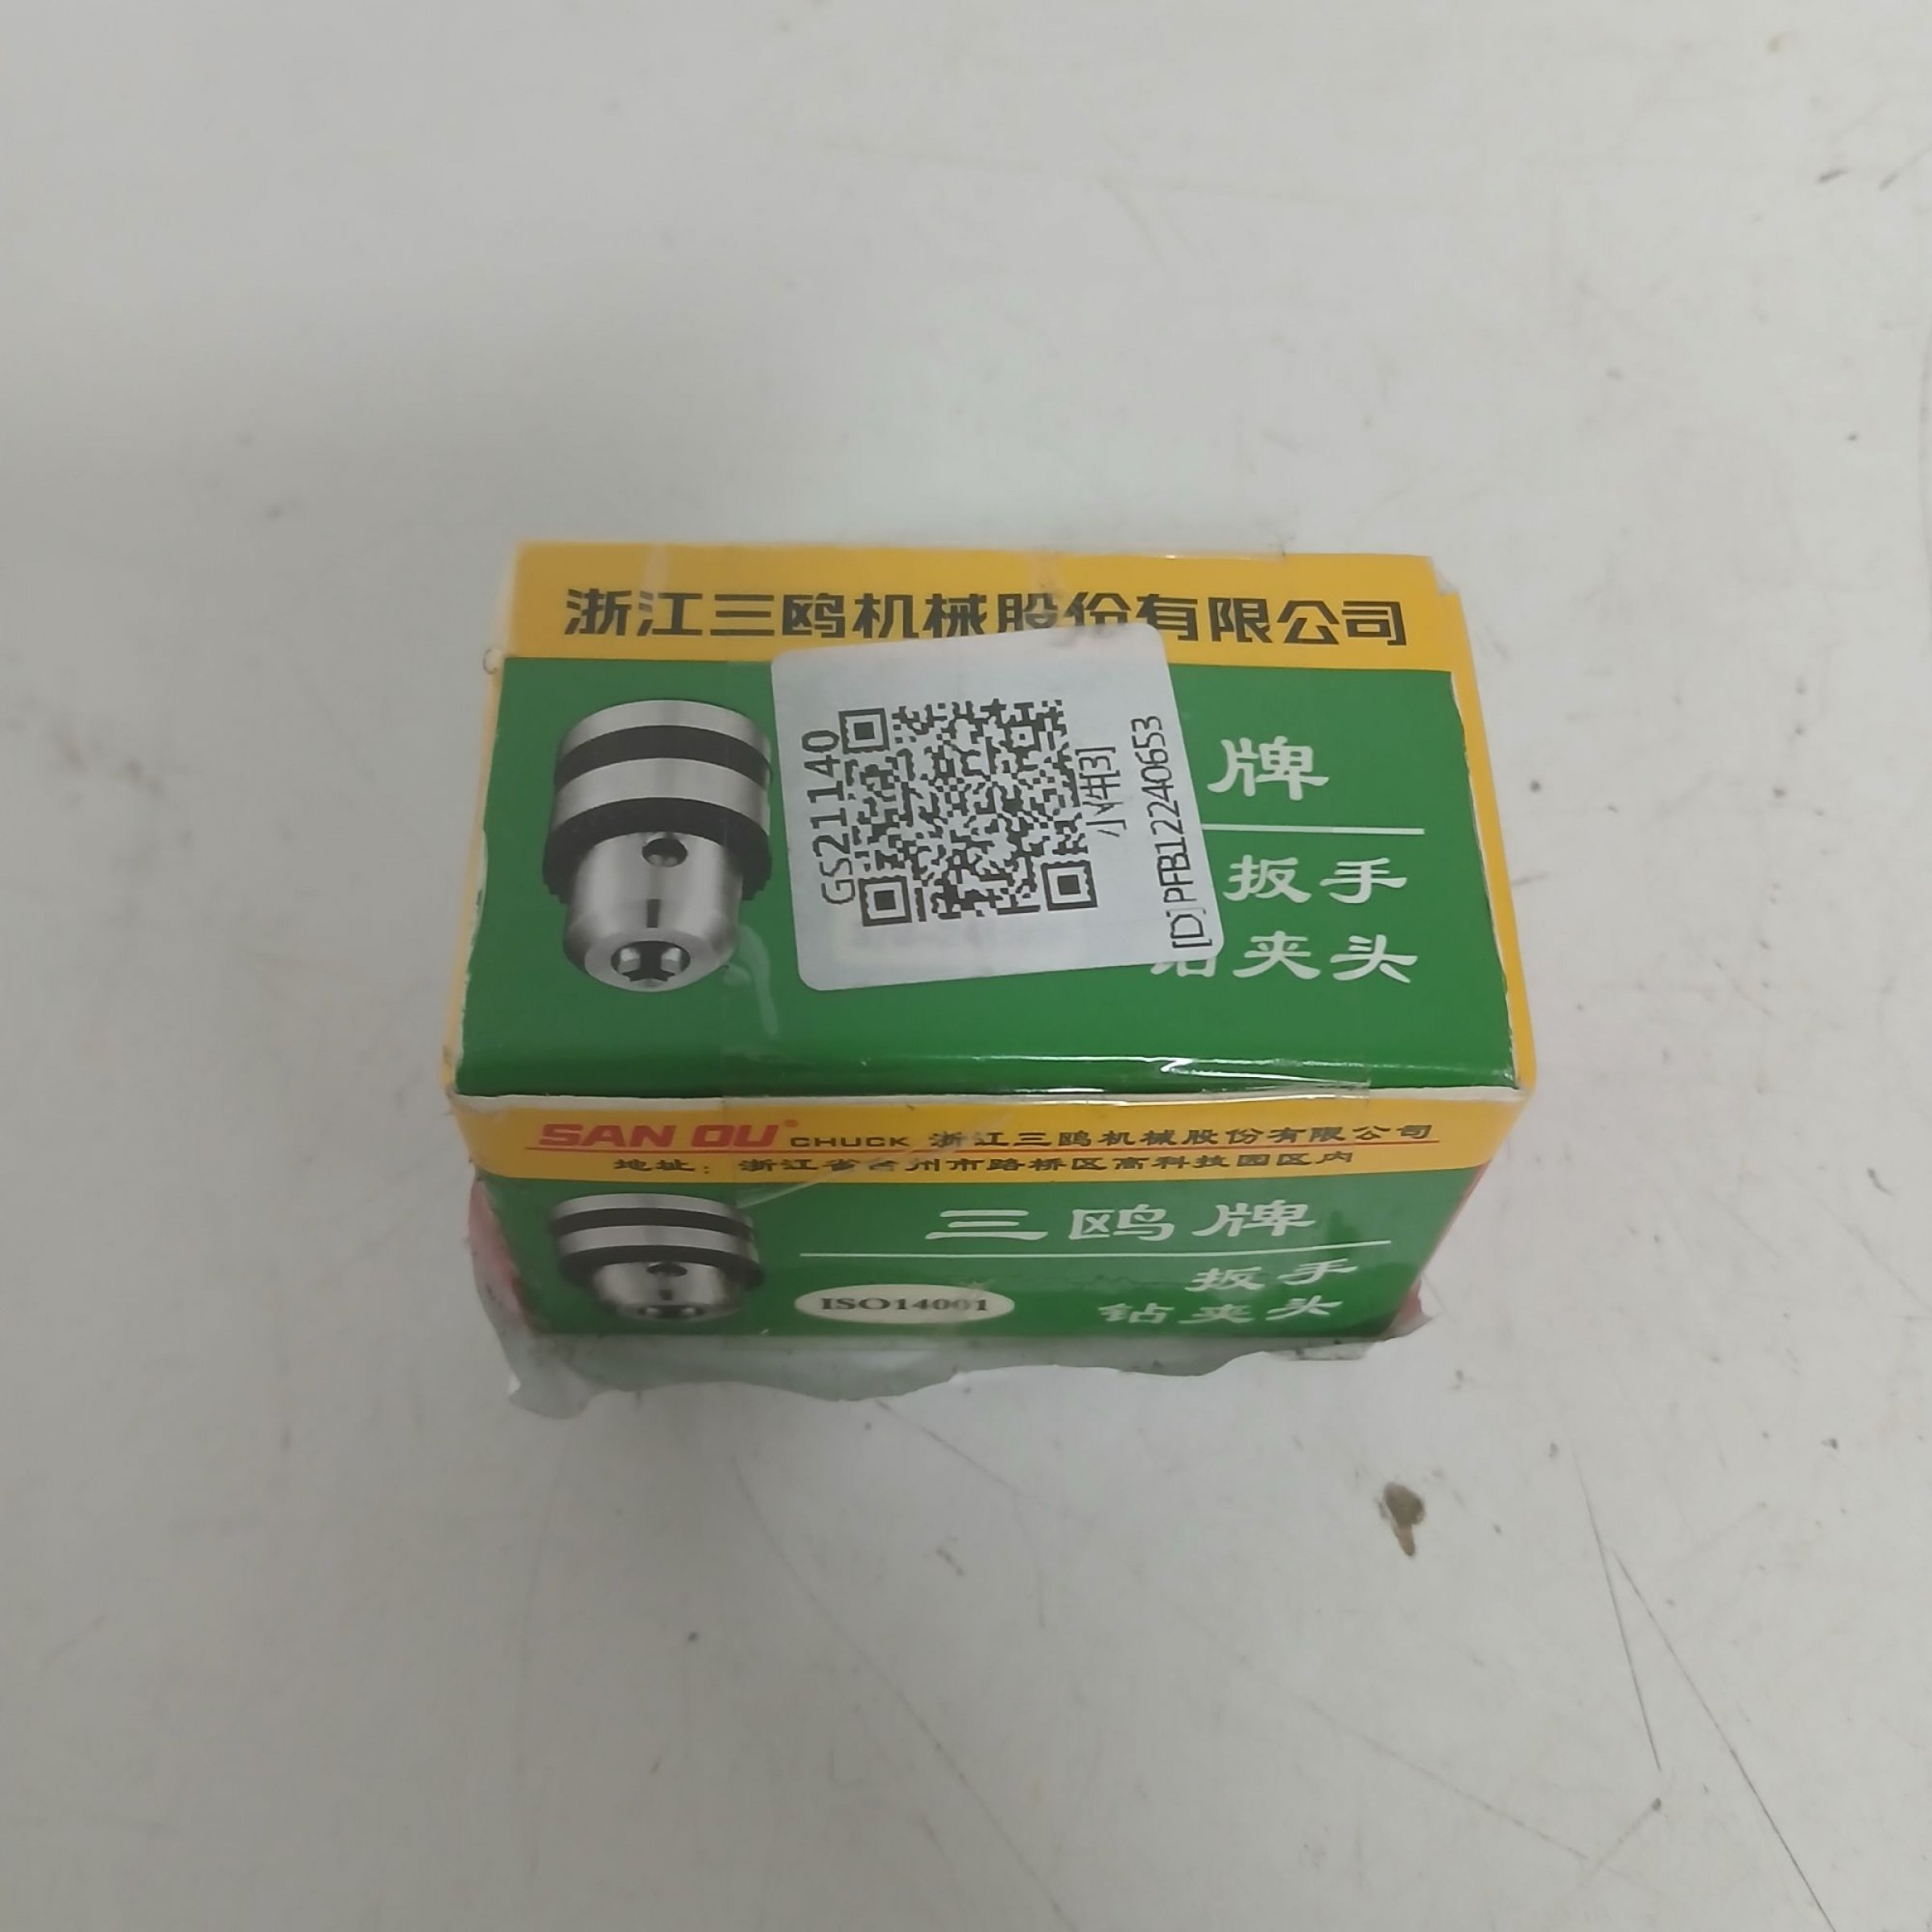 浙江三鸥机械股份有限公司
GS21140
小件[3]
[D]PFB12240653
牌
扳手
钻夹头
SAN OU® CHUCK 浙江三鸥机械股份有限公司
地址：浙江省台州市路桥区高科技园区内
三鸥牌
ISO14001
扳手
钻夹头